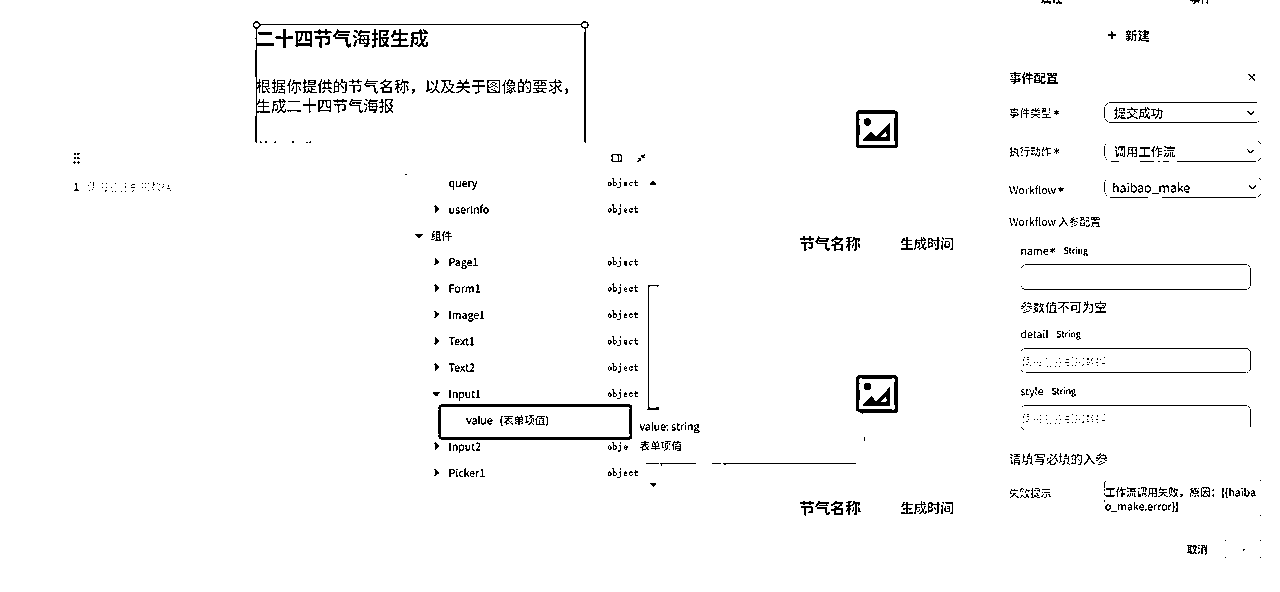 二十四节气海报生成
根据你提供的节气名称，以及关于图像的要求，
生成二十四节气海报
1
query object
userInfo object
组件
Page1 object
Form1 object
Image1 object
Text1 object
Text2 object
Input1 object
value (表单项值)
Input2 obje
Picker1 object
value: string
表单项值
节气名称 生成时间
节气名称 生成时间
+ 新建
事件配置 ×
事件类型* 提交成功
执行动作* 调用工作流
Workflow* haibao_make
Workflow 入参配置
name* String
参数值不可为空
detail String
style String
请填写必填的入参
失败提示 工作流调用失败，原因：{{haiba
o_make.error}}
取消